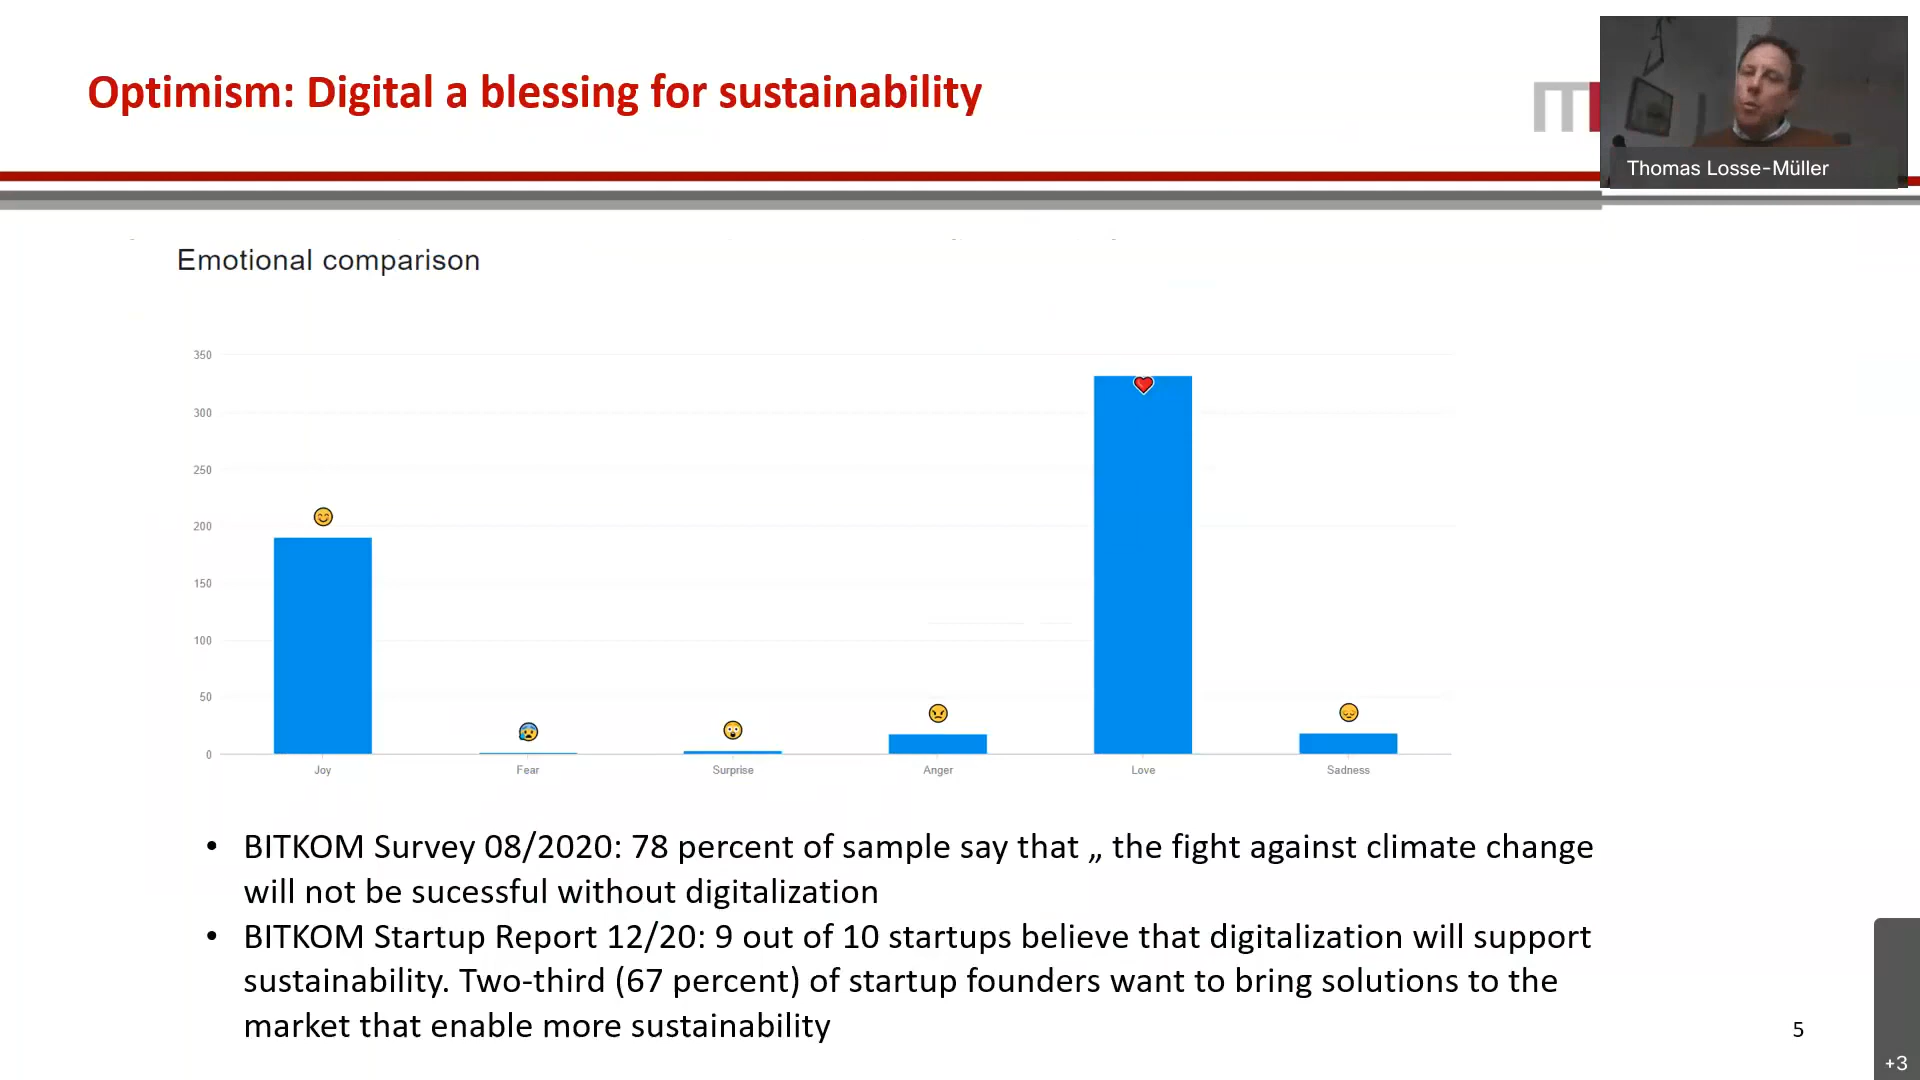 Optimism: Digital a blessing for sustainability
Thomas Losse-Müller
Emotional comparison
350
300
250
200
150
100
50
0
Joy
Fear
Surprise
Anger
Love
Sadness
• BITKOM Survey 08/2020: 78 percent of sample say that „ the fight against climate change
will not be sucessful without digitalization
• BITKOM Startup Report 12/20: 9 out of 10 startups believe that digitalization will support
sustainability. Two-third (67 percent) of startup founders want to bring solutions to the
market that enable more sustainability
5
+3